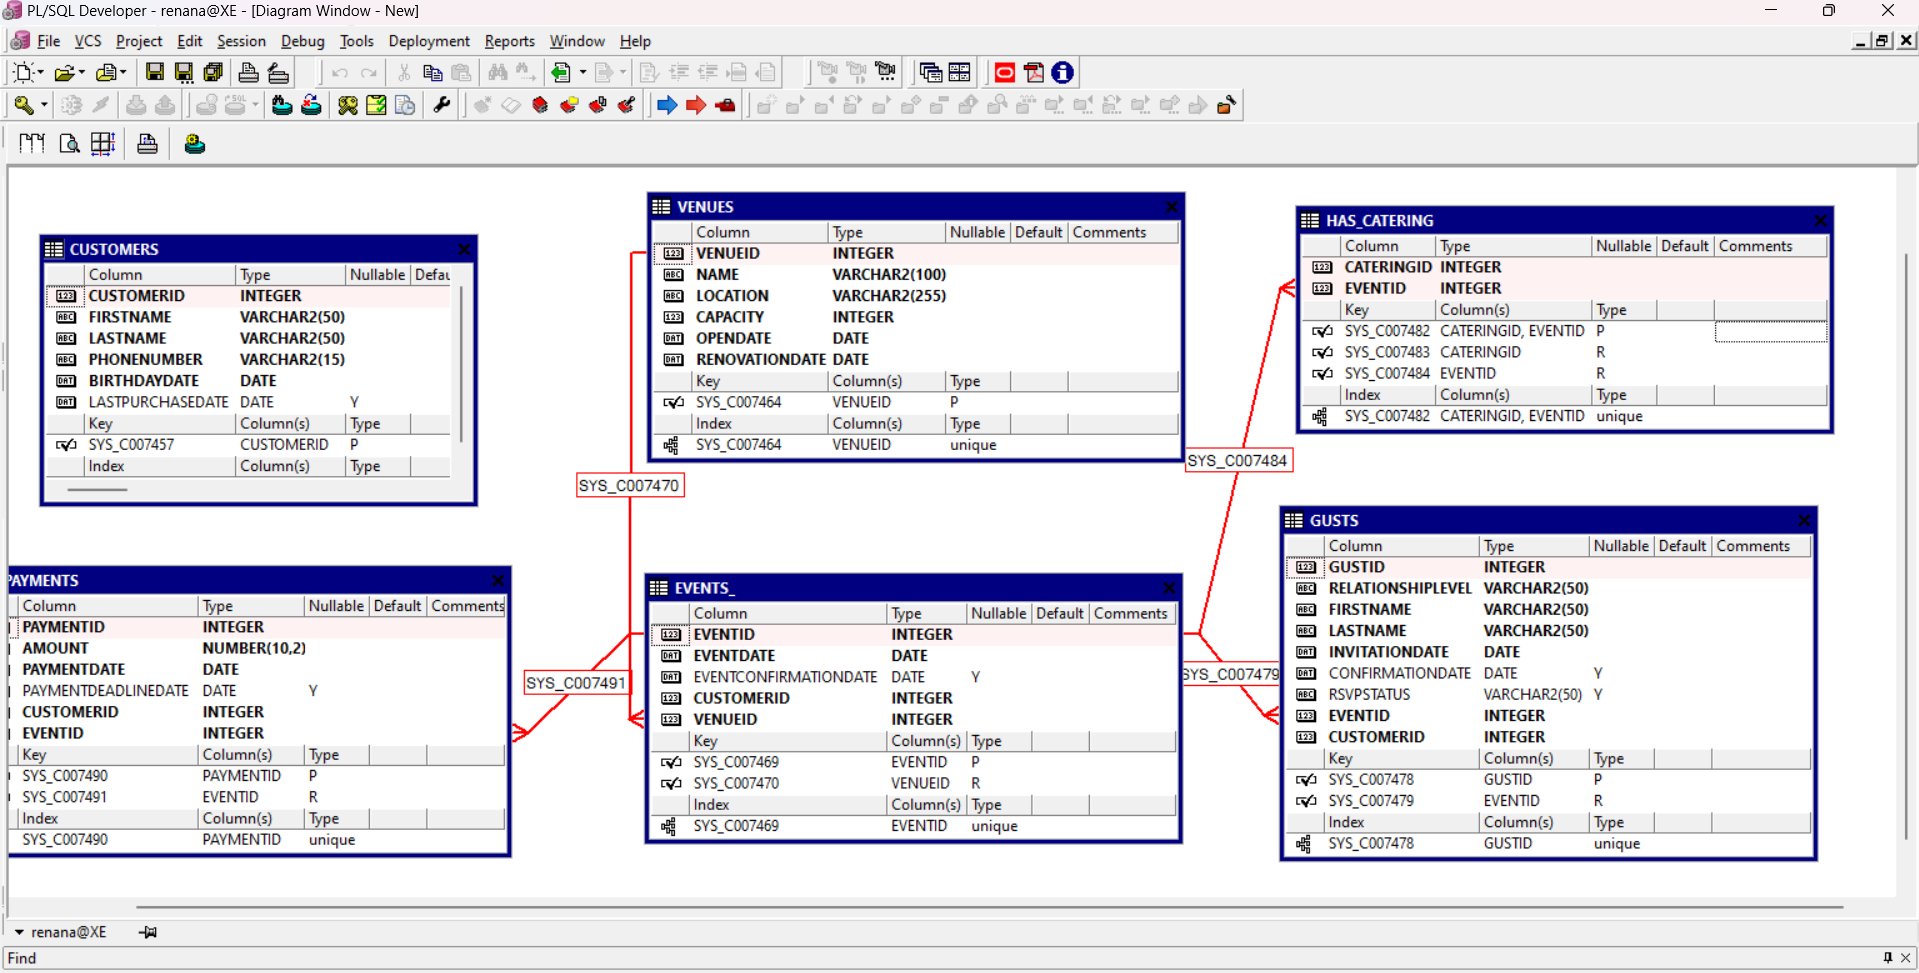 PL/SQL Developer - renana@XE - [Diagram Window - New]
File VCS Project Edit Session Debug Tools Deployment Reports Window Help
CUSTOMERS
Column Type Nullable Defau
CUSTOMERID INTEGER
FIRSTNAME VARCHAR2(50)
LASTNAME VARCHAR2(50)
PHONENUMBER VARCHAR2(15)
BIRTHDAYDATE DATE
LASTPURCHASEDATE DATE Y
Key Column(s) Type
SYS_C007457 CUSTOMERID P
Index Column(s) Type
VENUES
Column Type Nullable Default Comments
VENUEID INTEGER
NAME VARCHAR2(100)
LOCATION VARCHAR2(255)
CAPACITY INTEGER
OPENDATE DATE
RENOVATIONDATE DATE
Key Column(s) Type
SYS_C007464 VENUEID P
Index Column(s) Type
SYS_C007464 VENUEID unique
HAS_CATERING
Column Type Nullable Default Comments
CATERINGID INTEGER
EVENTID INTEGER
Key Column(s) Type
SYS_C007482 CATERINGID, EVENTID P
SYS_C007483 CATERINGID R
SYS_C007484 EVENTID R
Index Column(s) Type
SYS_C007482 CATERINGID, EVENTID unique
SYS_C007470
SYS_C007484
PAYMENTS
Column Type Nullable Default Comments
PAYMENTID INTEGER
AMOUNT NUMBER(10,2)
PAYMENTDATE DATE
PAYMENTDEADLINEDATE DATE Y
CUSTOMERID INTEGER
EVENTID INTEGER
Key Column(s) Type
SYS_C007490 PAYMENTID P
SYS_C007491 EVENTID R
Index Column(s) Type
SYS_C007490 PAYMENTID unique
SYS_C007491
EVENTS_
Column Type Nullable Default Comments
EVENTID INTEGER
EVENTDATE DATE
EVENTCONFIRMATIONDATE DATE Y
CUSTOMERID INTEGER
VENUEID INTEGER
Key Column(s) Type
SYS_C007469 EVENTID P
SYS_C007470 VENUEID R
Index Column(s) Type
SYS_C007469 EVENTID unique
SYS_C007479
GUSTS
Column Type Nullable Default Comments
GUSTID INTEGER
RELATIONSHIPLEVEL VARCHAR2(50)
FIRSTNAME VARCHAR2(50)
LASTNAME VARCHAR2(50)
INVITATIONDATE DATE
CONFIRMATIONDATE DATE Y
RSVPSTATUS VARCHAR2(50) Y
EVENTID INTEGER
CUSTOMERID INTEGER
Key Column(s) Type
SYS_C007478 GUSTID P
SYS_C007479 EVENTID R
Index Column(s) Type
SYS_C007478 GUSTID unique
renana@XE
Find